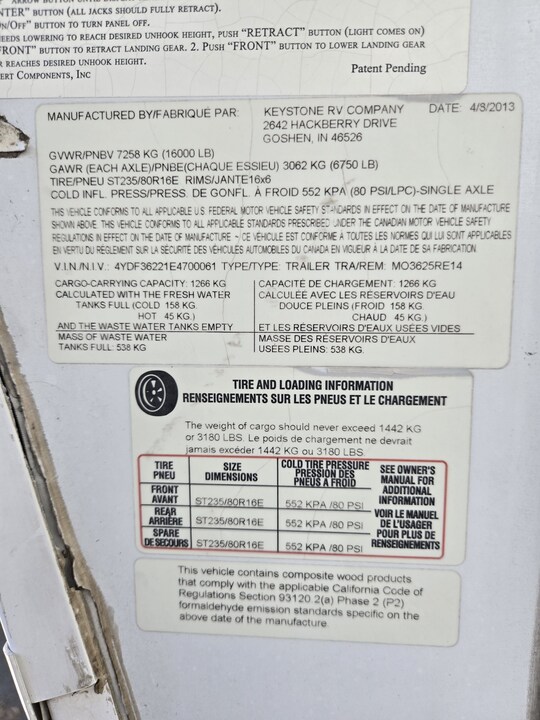 NTER" BUTTON (ALL JACKS SHOULD FULLY RETRACT).
ON/OFF" BUTTON TO TURN PANEL OFF.
EEDS LOWERING TO REACH DESIRED UNHOOK HEIGHT, PUSH "RETRACT" BUTTON (LIGHT COMES ON)
FRONT" BUTTON TO RETRACT LANDING GEAR. 2. PUSH "FRONT" BUTTON TO LOWER LANDING GEAR
R REACHES DESIRED UNHOOK HEIGHT.
ERT COMPONENTS, INC
Patent Pending
MANUFACTURED BY/FABRIQUE PAR: KEYSTONE RV COMPANY DATE: 4/8/2013
2642 HACKBERRY DRIVE
GOSHEN, IN 46526
GVWR/PNBV 7258 KG (16000 LB)
GAWR (EACH AXLE)/PNBE(CHAQUE ESSIEU) 3062 KG (6750 LB)
TIRE/PNEU ST235/80R16E RIMS/JANTE16x6
COLD INFL. PRESS/PRESS. DE GONFL. À FROID 552 KPA (80 PSI/LPC)-SINGLE AXLE
THIS VEHICLE CONFORMS TO ALL APPLICABLE U.S. FEDERAL MOTOR VEHICLE SAFETY STANDARDS IN EFFECT ON THE DATE OF MANUFACTURE
SHOWN ABOVE. THIS VEHICLE CONFORMS TO ALL APPLICABLE STANDARDS PRESCRIBED UNDER THE CANADIAN MOTOR VEHICLE SAFETY
REGULATIONS IN EFFECT ON THE DATE OF MANUFACTURE - CE VÉHICULE EST CONFORME À TOUTES LES NORMES QUI LUI SONT APPLICABLES
EN VERTU DU RÈGLEMENT SUR LA SÉCURITÉ DES VÉHICULES AUTOMOBILES DU CANADA EN VIGUEUR À LA DATE DE SA FABRICATION.
V.I.N./N.I.V.: 4YDF36221E4700061 TYPE/TYPE: TRAILER TRA/REM: MO3625RE14
CARGO-CARRYING CAPACITY: 1266 KG
CALCULATED WITH THE FRESH WATER
TANKS FULL (COLD 158 KG.
HOT 45 KG.)
AND THE WASTE WATER TANKS EMPTY
MASS OF WASTE WATER
TANKS FULL: 538 KG
CAPACITÉ DE CHARGEMENT: 1266 KG
CALCULÉE AVEC LES RÉSERVOIRS D'EAU
DOUCE PLEINS (FROID 158 KG.
CHAUD 45 KG.)
ET LES RÉSERVOIRS D'EAUX USÉES VIDES
MASSE DES RÉSERVOIRS D'EAUX
USÉES PLEINS: 538 KG.
TIRE AND LOADING INFORMATION
RENSEIGNEMENTS SUR LES PNEUS ET LE CHARGEMENT
The weight of cargo should never exceed 1442 KG
or 3180 LBS. Le poids de chargement ne devrait
jamais excéder 1442 KG ou 3180 LBS.
TIRE
PNEU
SIZE
DIMENSIONS
COLD TIRE PRESSURE
PRESSION DES
PNEUS A FROID
SEE OWNER'S
MANUAL FOR
ADDITIONAL
INFORMATION
VOIR LE MANUEL
DE L'USAGER
POUR PLUS DE
RENSEIGNEMENTS
FRONT
AVANT
ST235/80R16E 552 KPA /80 PSI
REAR
ARRIÈRE
ST235/80R16E 552 KPA /80 PSI
SPARE
DE SECOURS
ST235/80R16E 552 KPA /80 PSI
This vehicle contains composite wood products
that comply with the applicable California Code of
Regulations Section 93120.2(a) Phase 2 (P2)
formaldehyde emission standards specific on the
above date of the manufacture